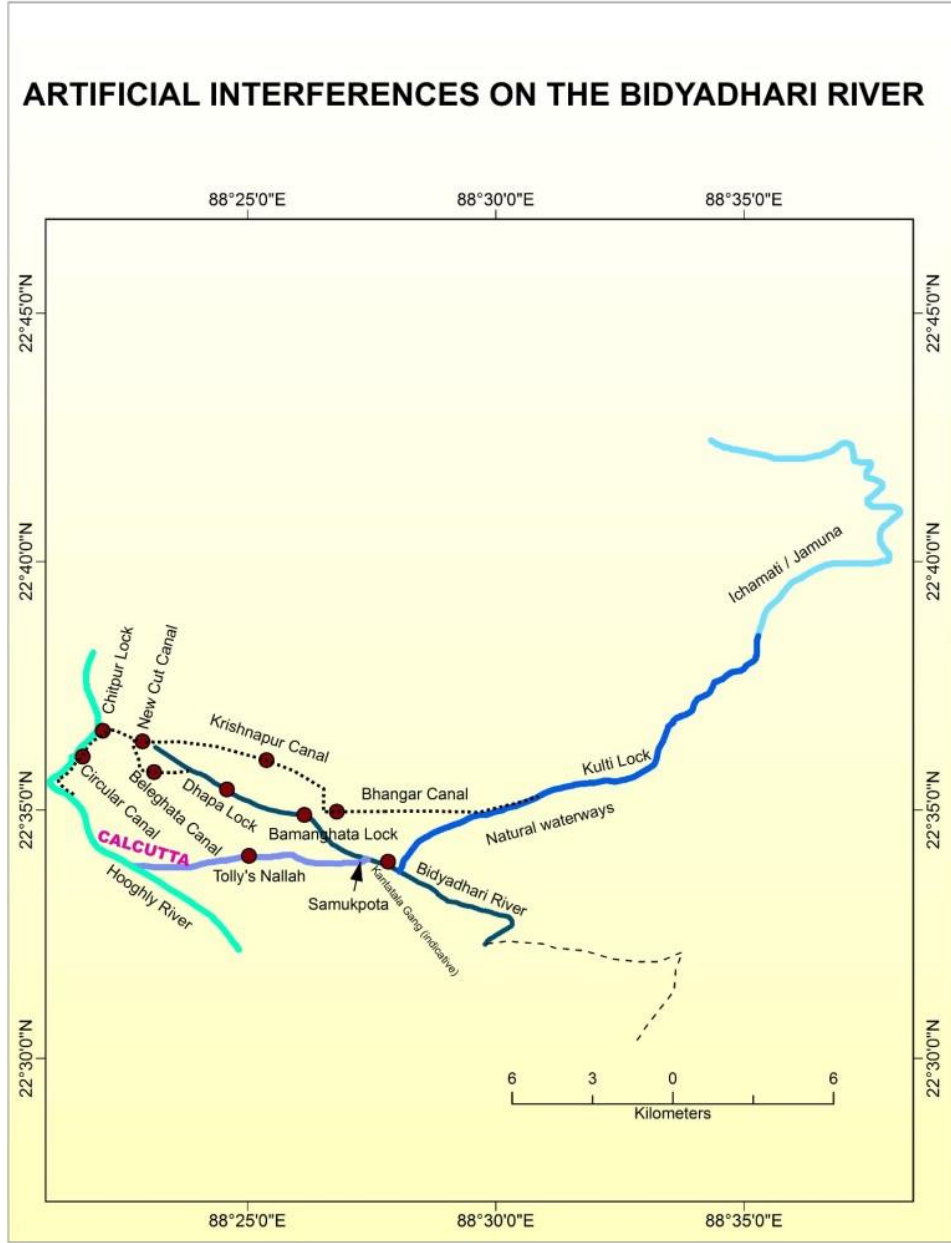 ARTIFICIAL INTERFERENCES ON THE BIDYADHARI RIVER
88°25'0"E
88°30'0"E
88°35'0"E
22°45'0"N
22°45'0"N
22°40'0"N
22°40'0"N
Ichamati / Jamuna
Chitpur Lock
New Cut Canal
Krishnapur Canal
Kulti Lock
Bhangar Canal
22°35'0"N
22°35'0"N
Circular Canal
Beleghata Canal
Dhapa Lock
Natural waterways
Bamanghata Lock
CALCUTTA
Tolly's Nallah
Bidyadhari River
Hooghly River
Samukpota
Kantatala Gang (indicative)
22°30'0"N
22°30'0"N
6 3 0 6
Kilometers
88°25'0"E
88°30'0"E
88°35'0"E